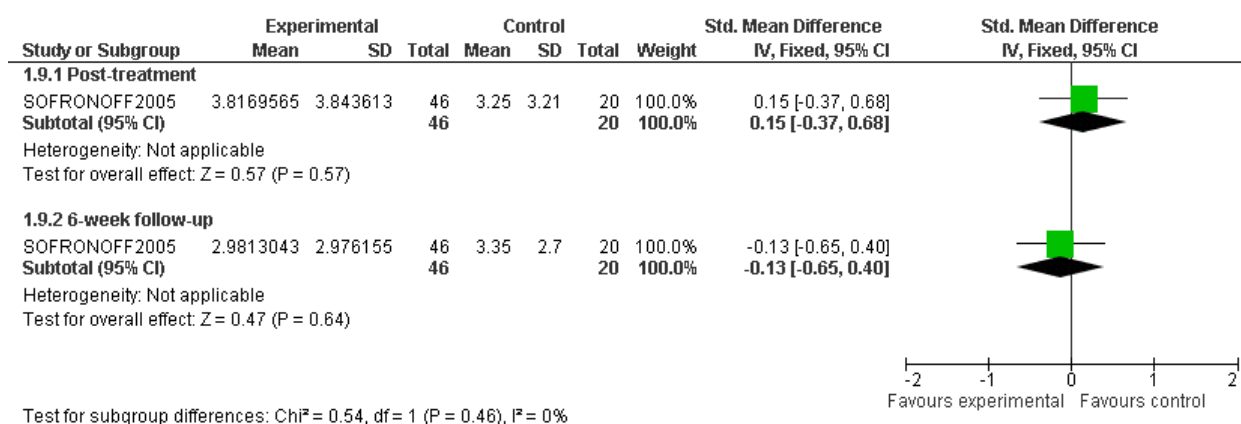 Experimental Control Std. Mean Difference Std. Mean Difference
Study or Subgroup Mean SD Total Mean SD Total Weight IV, Fixed, 95% CI IV, Fixed, 95% CI
1.9.1 Post-treatment
SOFRONOFF2005 3.8169565 3.843613 46 3.25 3.21 20 100.0% 0.15 [-0.37, 0.68]
Subtotal (95% CI) 46 20 100.0% 0.15 [-0.37, 0.68]
Heterogeneity: Not applicable
Test for overall effect: Z = 0.57 (P = 0.57)
1.9.2 6-week follow-up
SOFRONOFF2005 2.9813043 2.976155 46 3.35 2.7 20 100.0% -0.13 [-0.65, 0.40]
Subtotal (95% CI) 46 20 100.0% -0.13 [-0.65, 0.40]
Heterogeneity: Not applicable
Test for overall effect: Z = 0.47 (P = 0.64)
-2 -1 0 1 2
Favours experimental Favours control
Test for subgroup differences: Chi² = 0.54, df = 1 (P = 0.46), I² = 0%